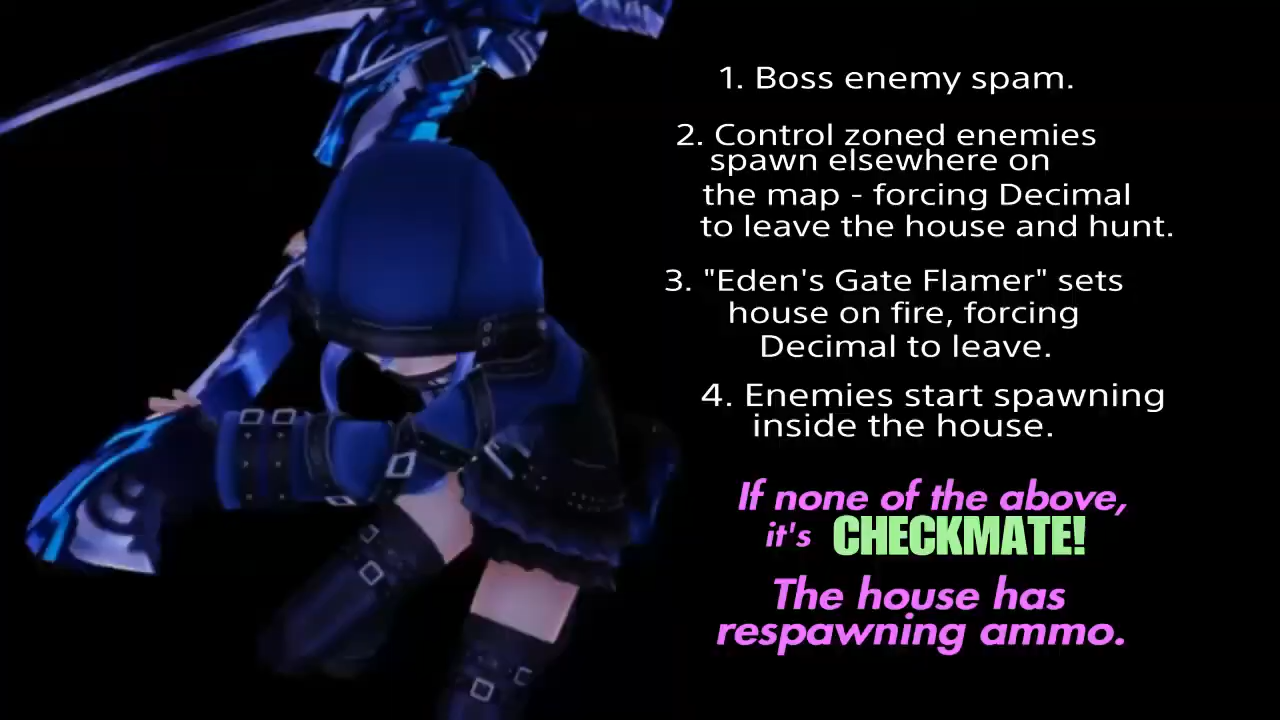 1. Boss enemy spam.
2. Control zoned enemies
spawn elsewhere on
the map - forcing Decimal
to leave the house and hunt.
3. "Eden's Gate Flamer" sets
house on fire, forcing
Decimal to leave.
4. Enemies start spawning
inside the house.
If none of the above,
it's CHECKMATE!
The house has
respawning ammo.